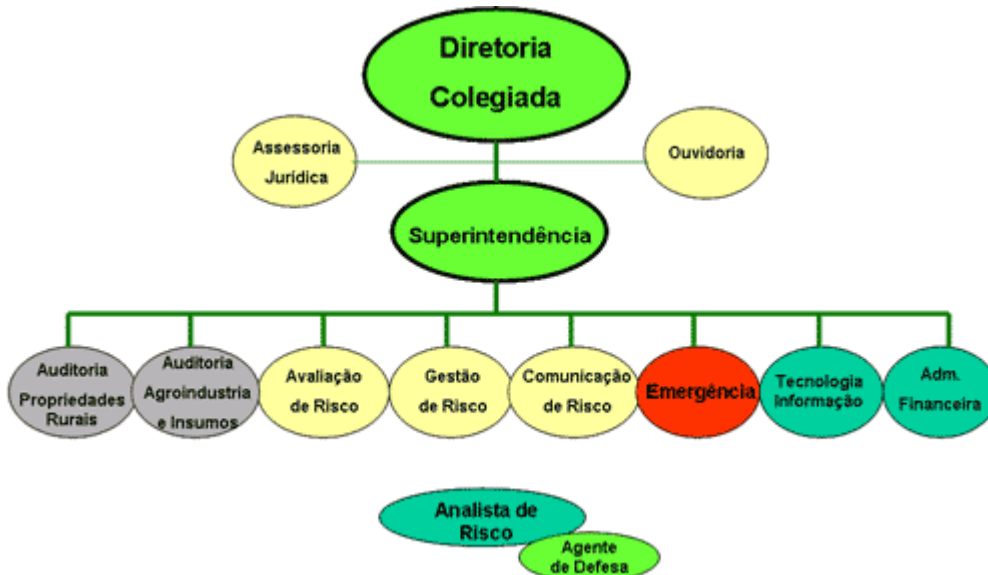 Diretoria
Colegiada
Assessoria
Jurídica
Ouvidoria
Superintendência
Auditoria
Propriedades
Rurais
Auditoria
Agroindustria
e Insumos
Avaliação
de Risco
Gestão
de Risco
Comunicação
de Risco
Emergência
Tecnologia
Informação
Adm.
Financeira
Analista de
Risco
Agente
de Defesa